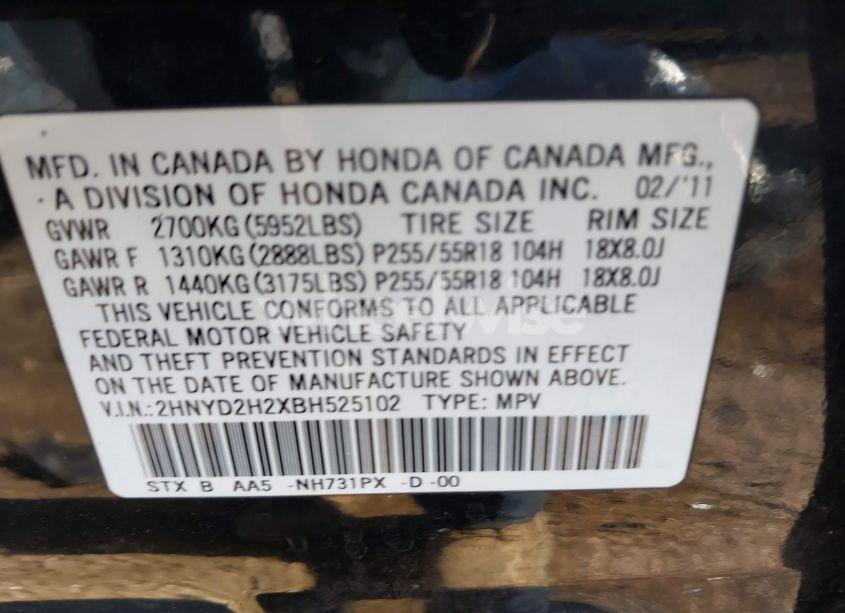 MFD. IN CANADA BY HONDA OF CANADA MFG.,
A DIVISION OF HONDA CANADA INC. 02/'11
GVWR 2700KG (5952LBS) TIRE SIZE RIM SIZE
GAWR F 1310KG (2888LBS) P255/55R18 104H 18X8.0J
GAWR R 1440KG (3175LBS) P255/55R18 104H 18X8.0J
THIS VEHICLE CONFORMS TO ALL APPLICABLE
FEDERAL MOTOR VEHICLE SAFETY
AND THEFT PREVENTION STANDARDS IN EFFECT
ON THE DATE OF MANUFACTURE SHOWN ABOVE.
V.I.N.:2HNYD2H2XBH525102 TYPE: MPV
STX B AA5 -NH731PX -D -00